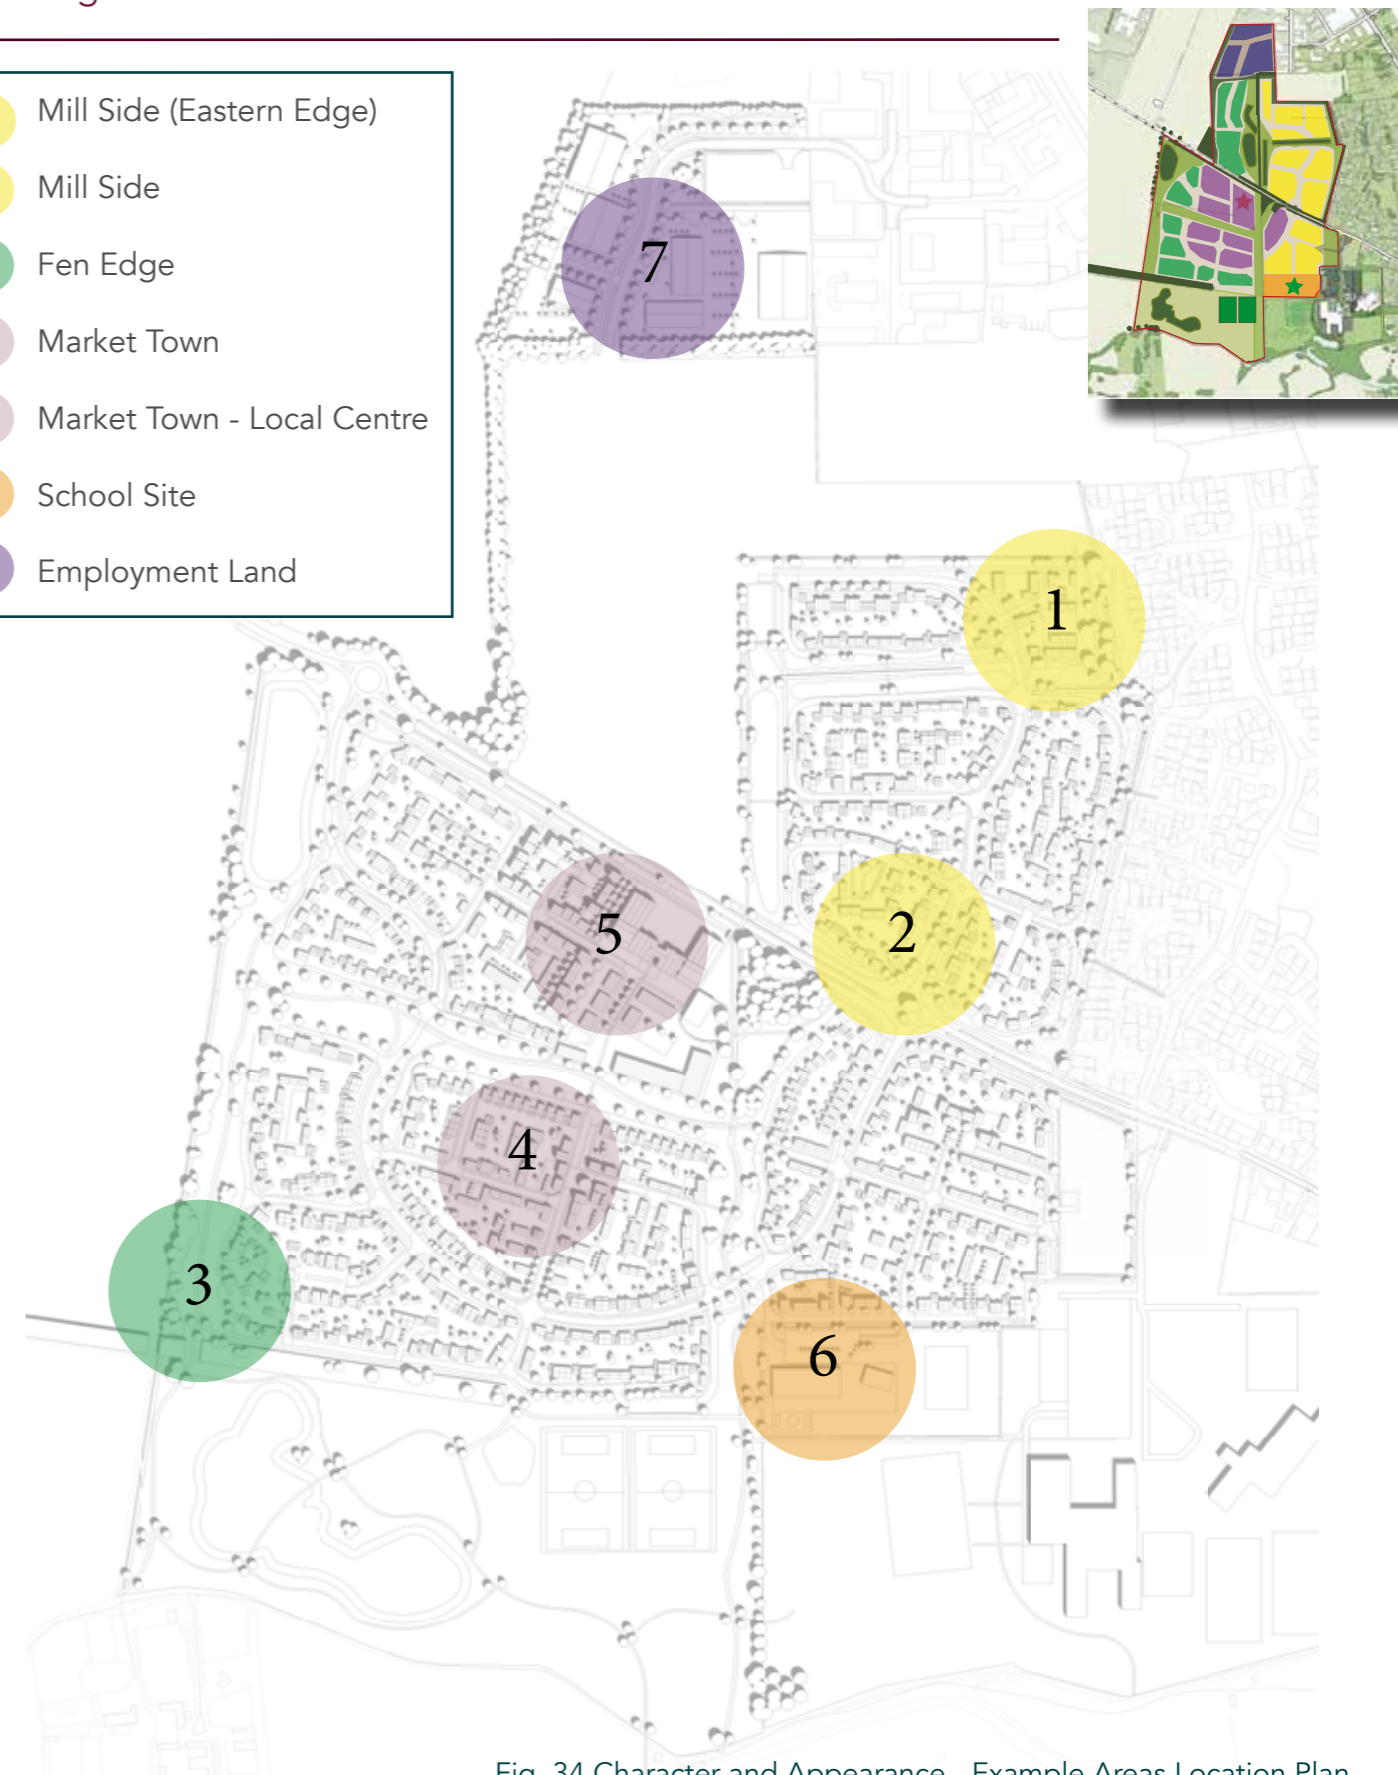 Mill Side (Eastern Edge)
Mill Side
Fen Edge
Market Town
Market Town - Local Centre
School Site
Employment Land
7
1
5
2
4
3
6
Fig. 34 Character and Appearance - Example Areas Location Plan